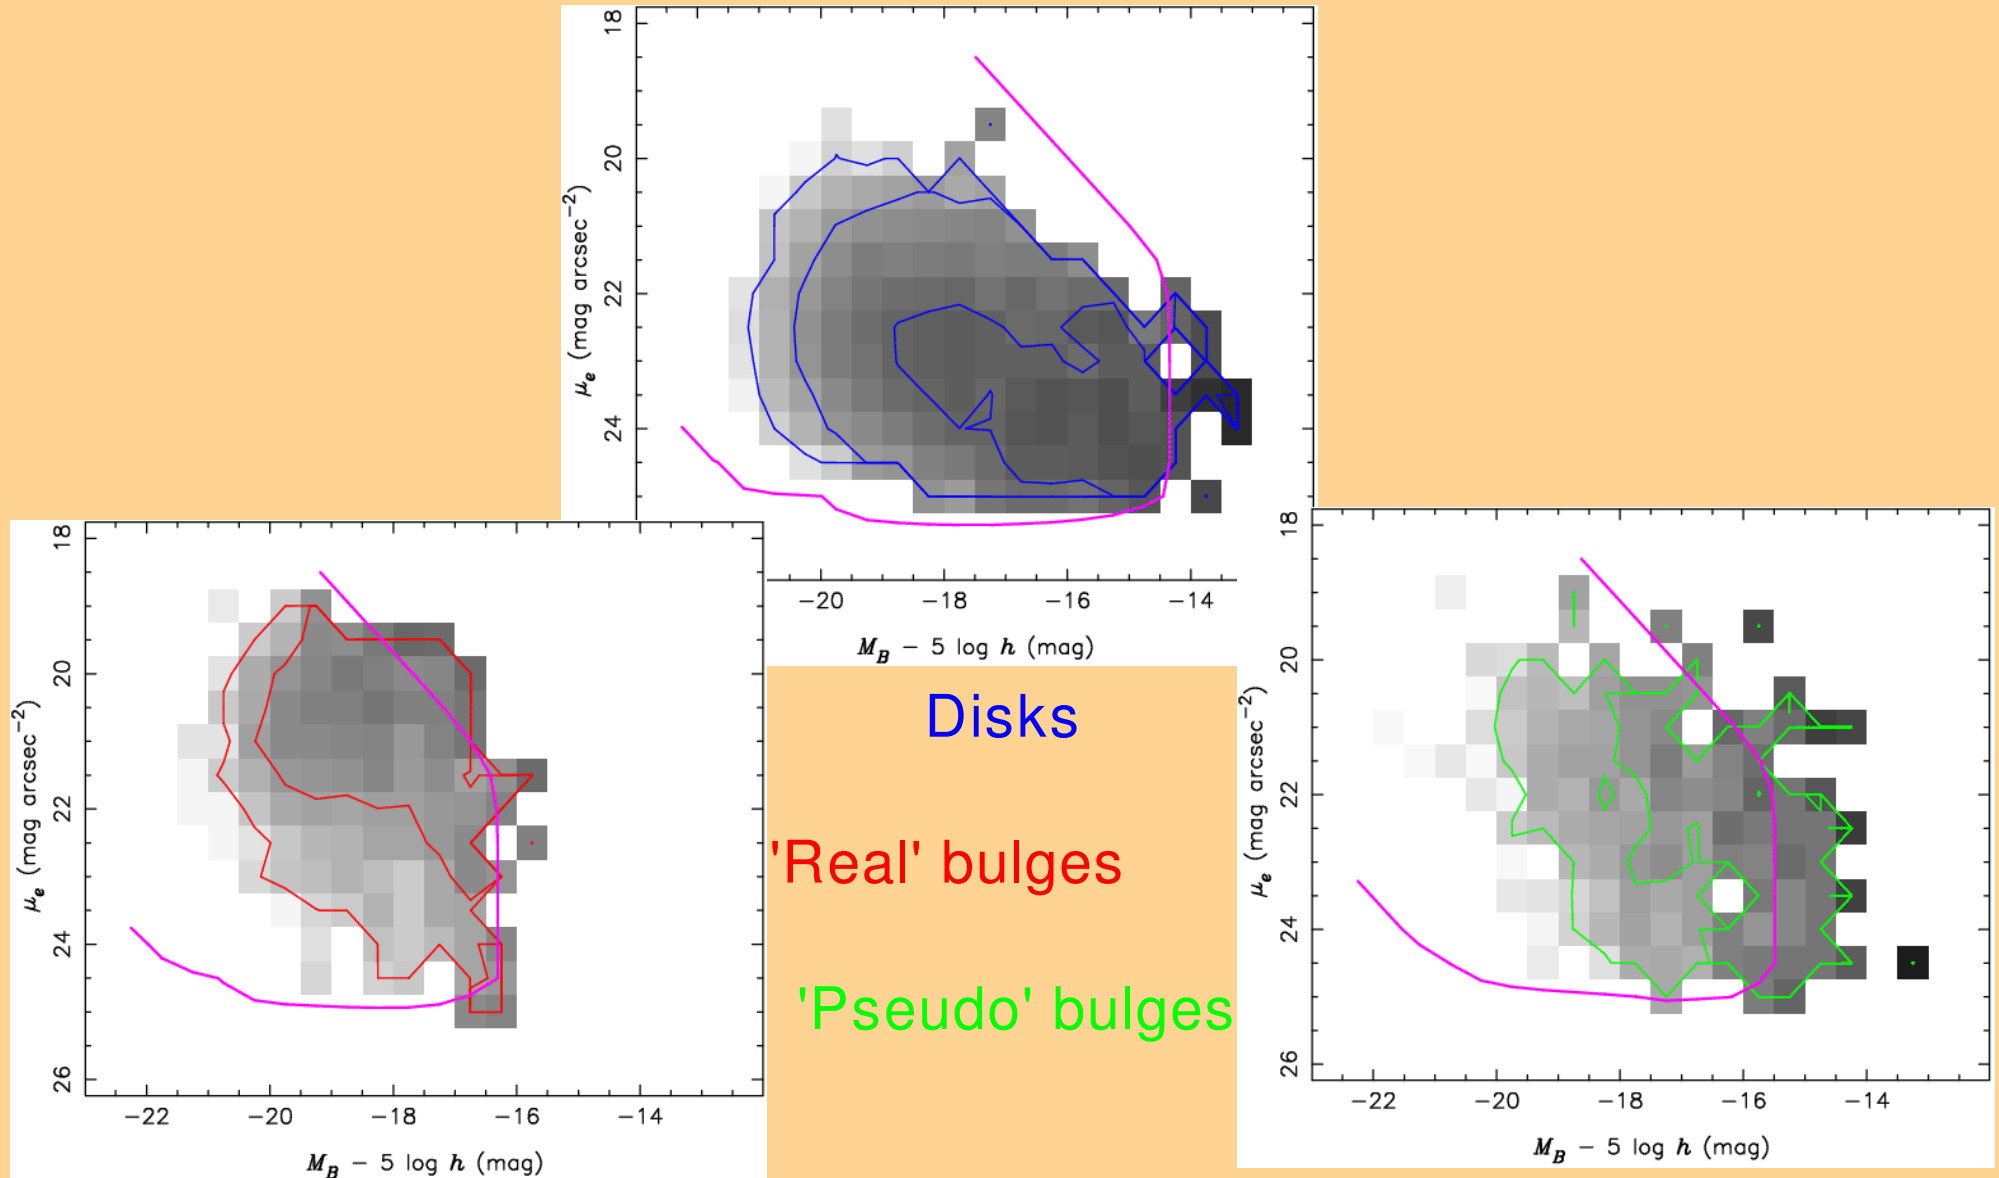 18
20
22
24
μe (mag arcsec−2)
−20 −18 −16 −14
MB − 5 log h (mag)
18
20
22
24
26
μe (mag arcsec−2)
−22 −20 −18 −16 −14
MB − 5 log h (mag)
Disks
'Real' bulges
'Pseudo' bulges
18
20
22
24
26
μe (mag arcsec−2)
−22 −20 −18 −16 −14
MB − 5 log h (mag)